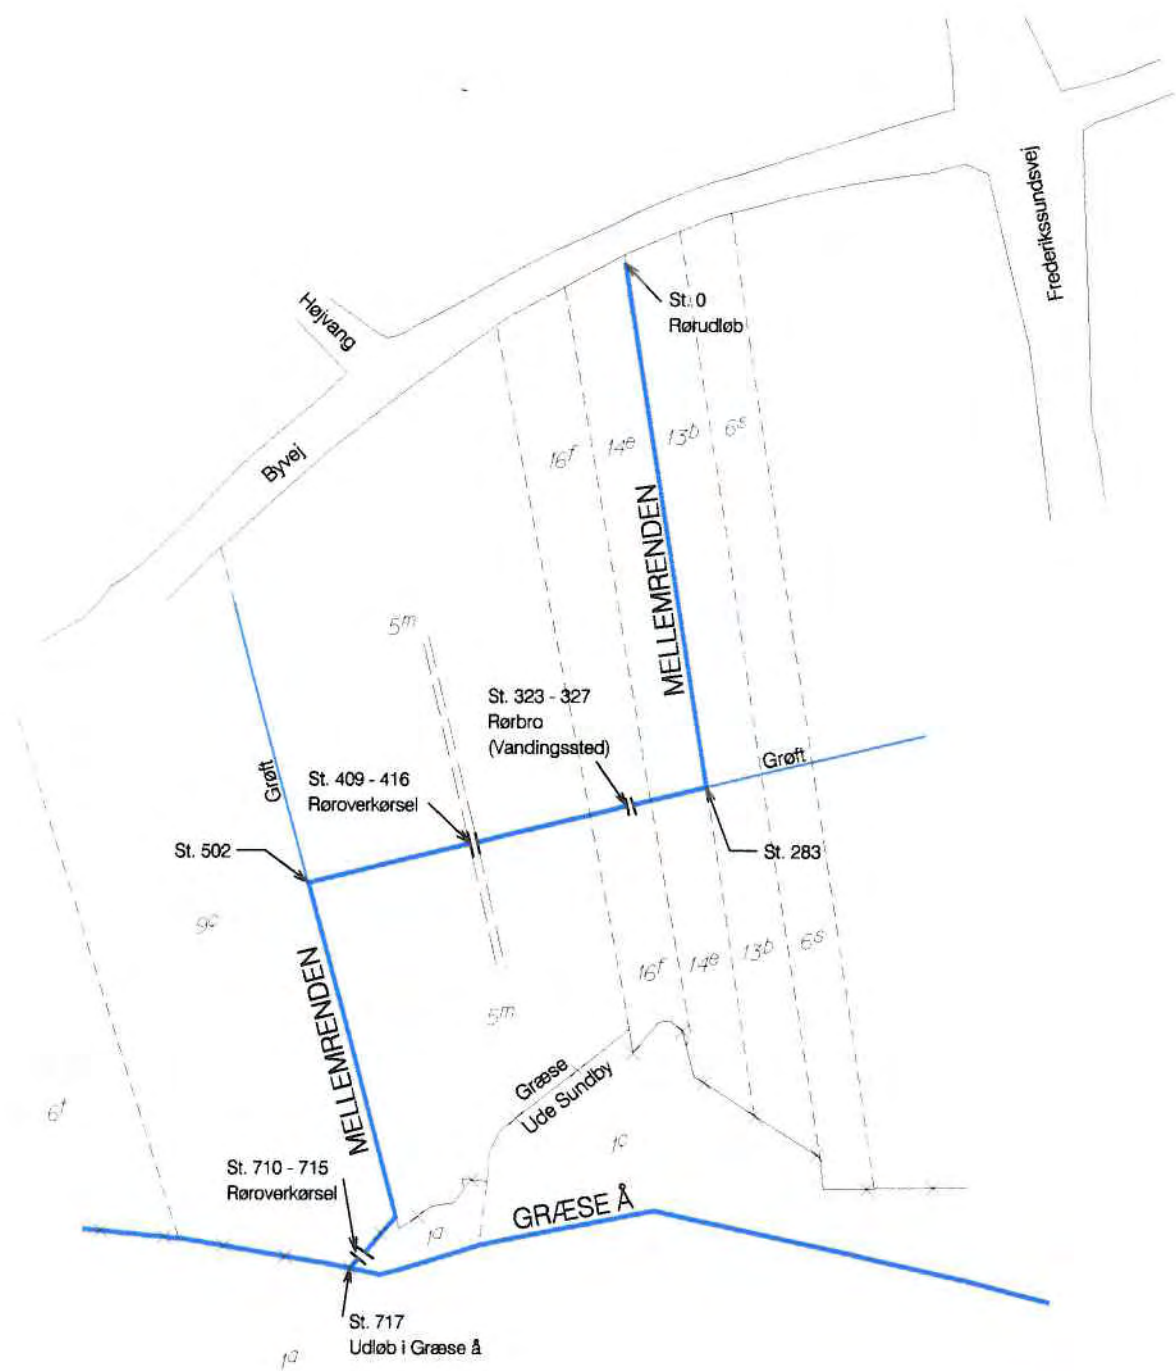 Frederikssundsvej
Højvang
St. 0
Rørudløb
Byvej
16f
14e
13b
6s
MELLEMRENDEN
5m
St. 323 - 327
Rørbro
(Vandingssted)
Grøft
Grøft
St. 409 - 416
Røroverkørsel
St. 502
St. 283
9c
16f
14e
13b
6s
MELLEMRENDEN
5m
Græse
Ude Sundby
6f
1a
St. 710 - 715
Røroverkørsel
GRÆSE Å
1a
St. 717
Udløb i Græse å
1a